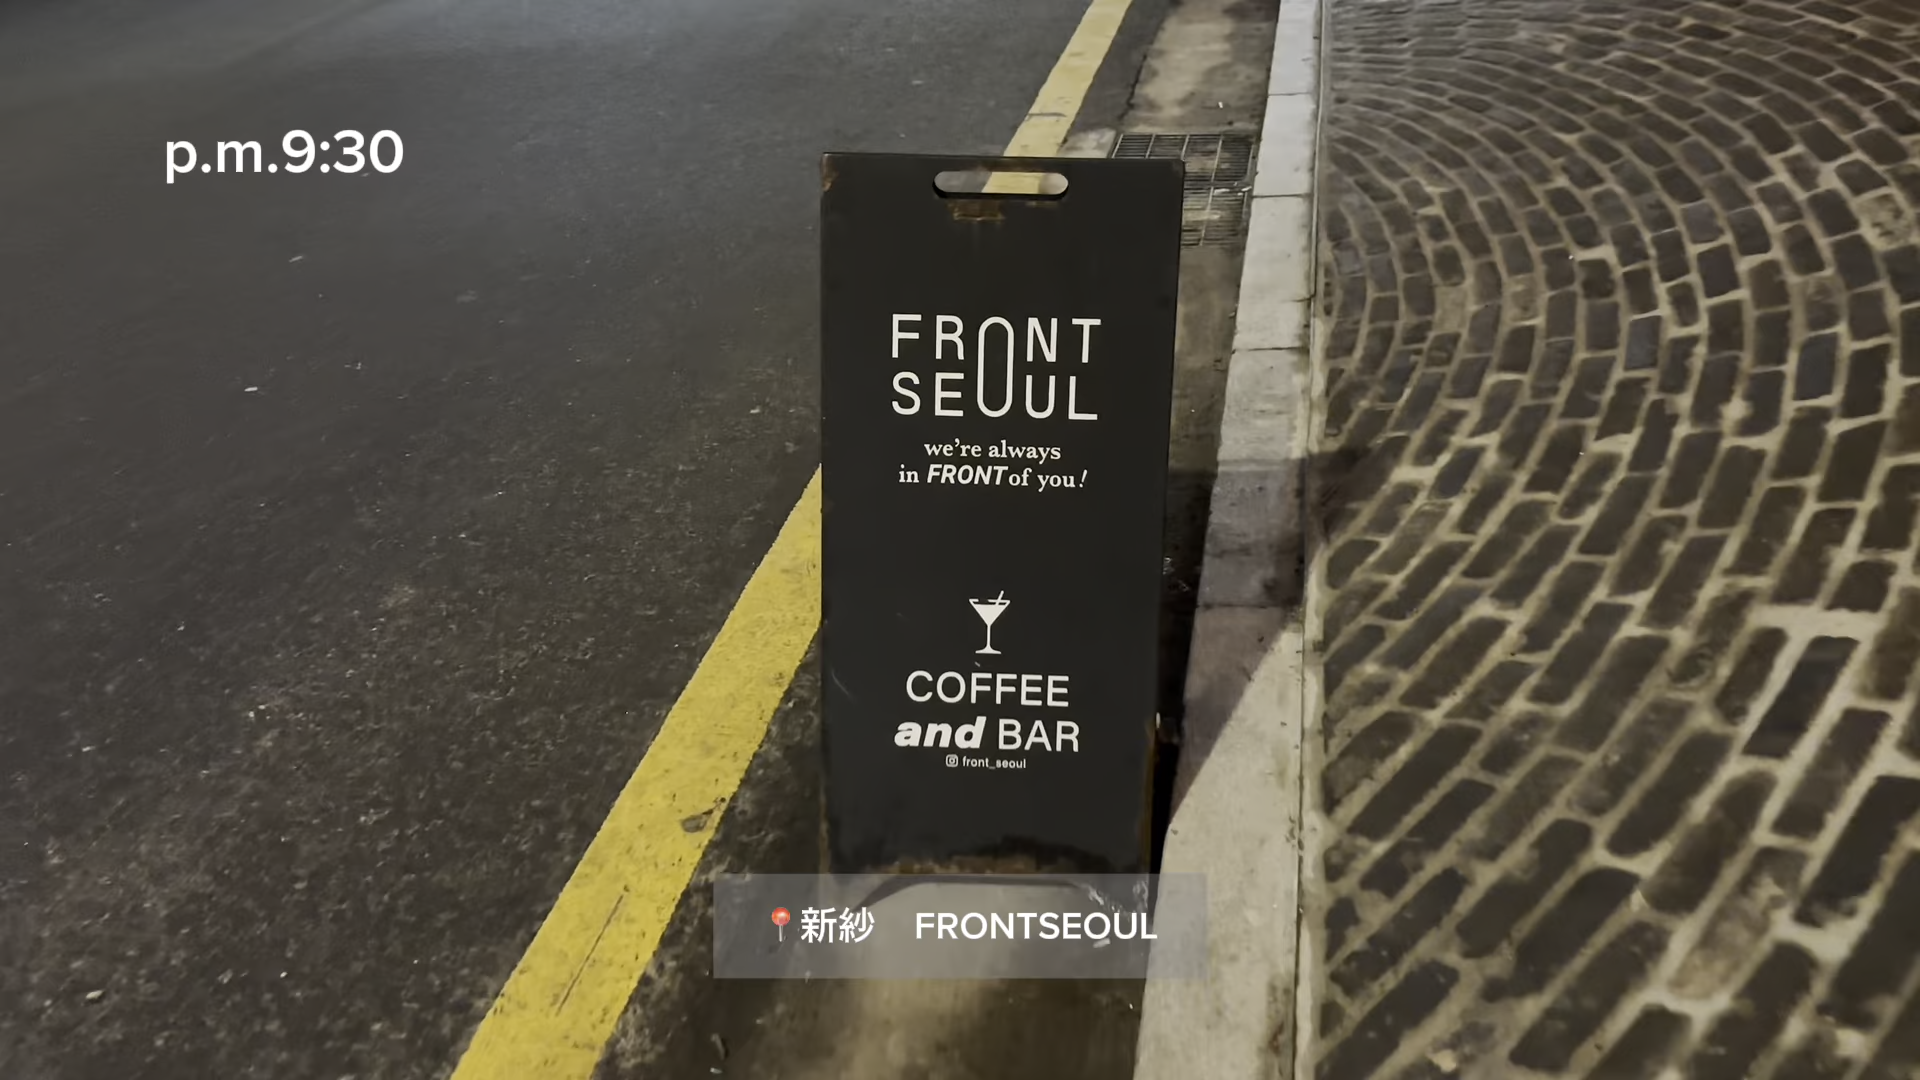 p.m.9:30
FRONT
SEOUL
we're always
in FRONT of you!
COFFEE
and BAR
front_seoul
📍新紗 FRONTSEOUL